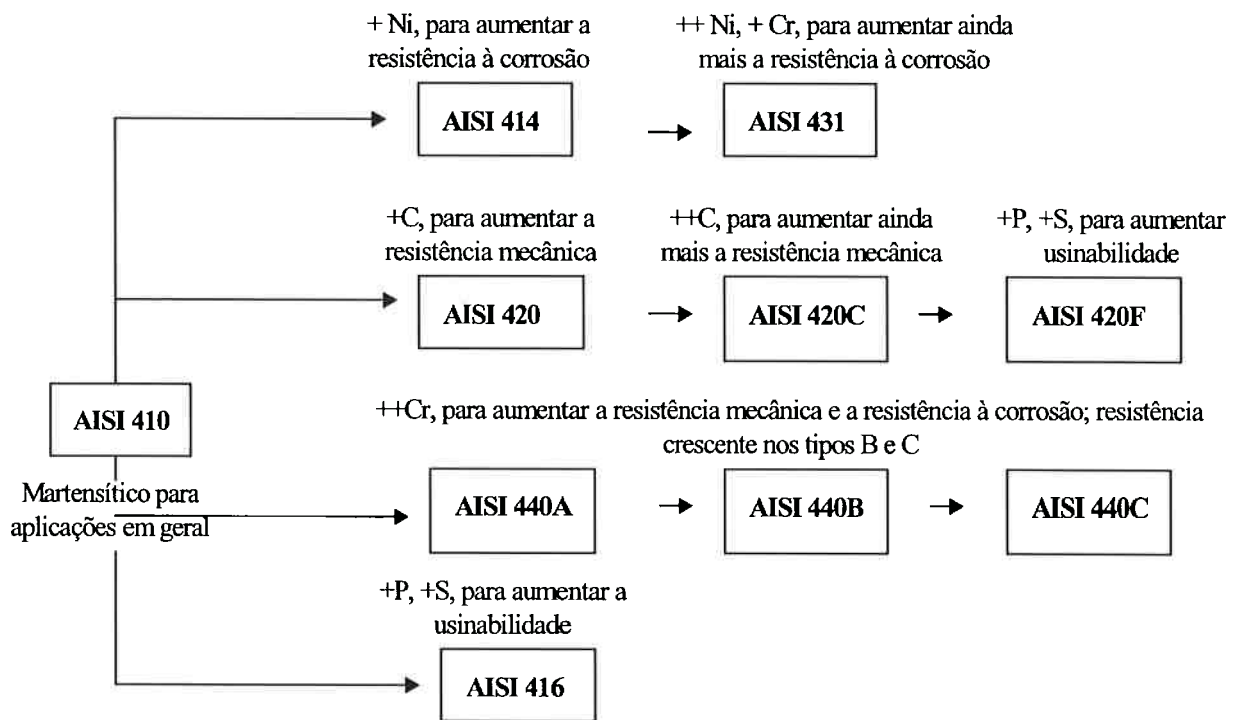 + Ni, para aumentar a
resistência à corrosão
AISI 414
++ Ni, + Cr, para aumentar ainda
mais a resistência à corrosão
AISI 431
+C, para aumentar a
resistência mecânica
AISI 420
++C, para aumentar ainda
mais a resistência mecânica
AISI 420C
+P, +S, para aumentar
usinabilidade
AISI 420F
AISI 410
Martensítico para
aplicações em geral
++Cr, para aumentar a resistência mecânica e a resistência à corrosão; resistência
crescente nos tipos B e C
AISI 440A
AISI 440B
AISI 440C
+P, +S, para aumentar a
usinabilidade
AISI 416